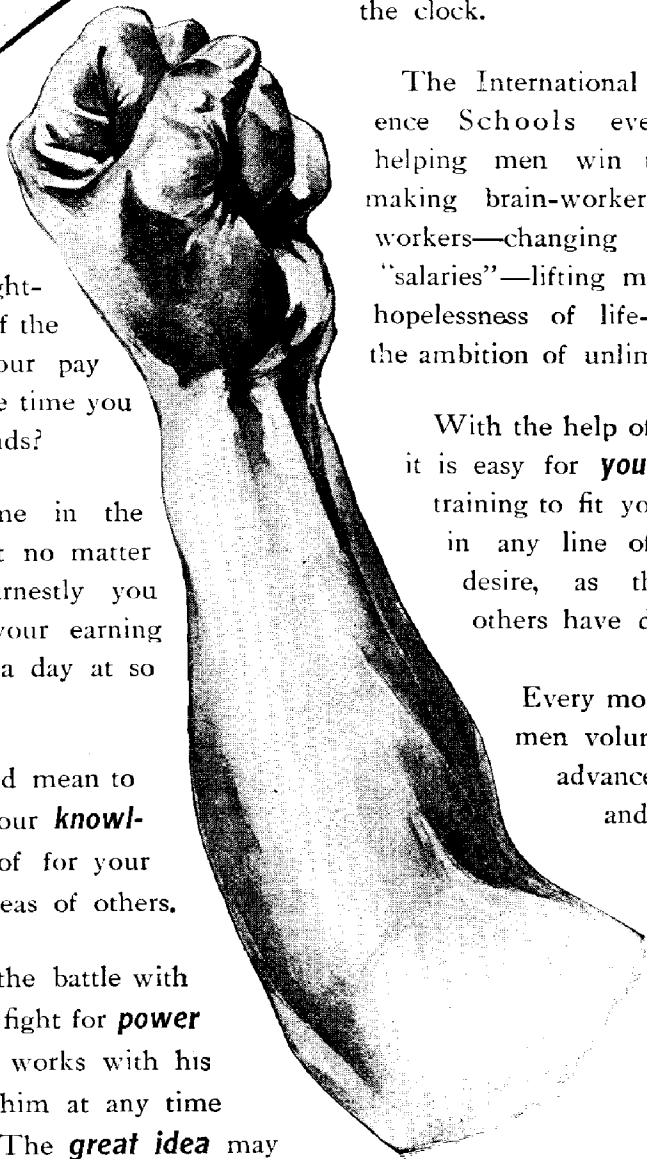 ght-
f the
our pay
e time you
nds?
ne in the
t no matter
rnestly you
your earning
a day at so
d mean to
our knowl-
of for your
eas of others.
the battle with
fight for power
works with his
him at any time
The great idea may
the clock.
The International
ence Schools eve
helping men win
making brain-worker
workers—changing
“salaries”—lifting m
hopelessness of life-
the ambition of unlim
With the help of
it is easy for you
training to fit yo
in any line of
desire, as th
others have d
Every mo
men volun
advance
and